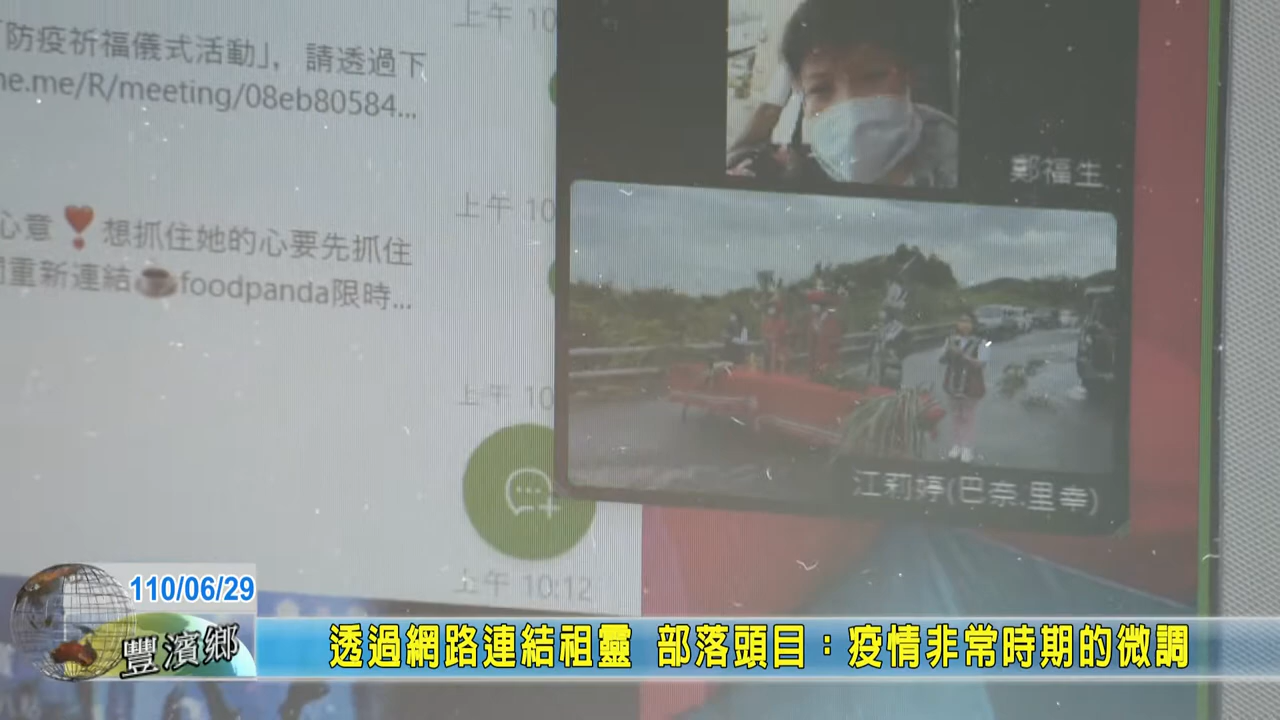 上午 10
「防疫祈福儀式活動」，請透過下
ne.me/R/meeting/08eb80584...
鄭福生
上午 10
心意❣想抓住她的心要先抓住
重新連結☕foodpanda限時...
上午 10
江莉婷(巴奈.里幸)
上午 10:12
110/06/29
豐濱鄉
透過網路連結祖靈 部落頭目：疫情非常時期的微調